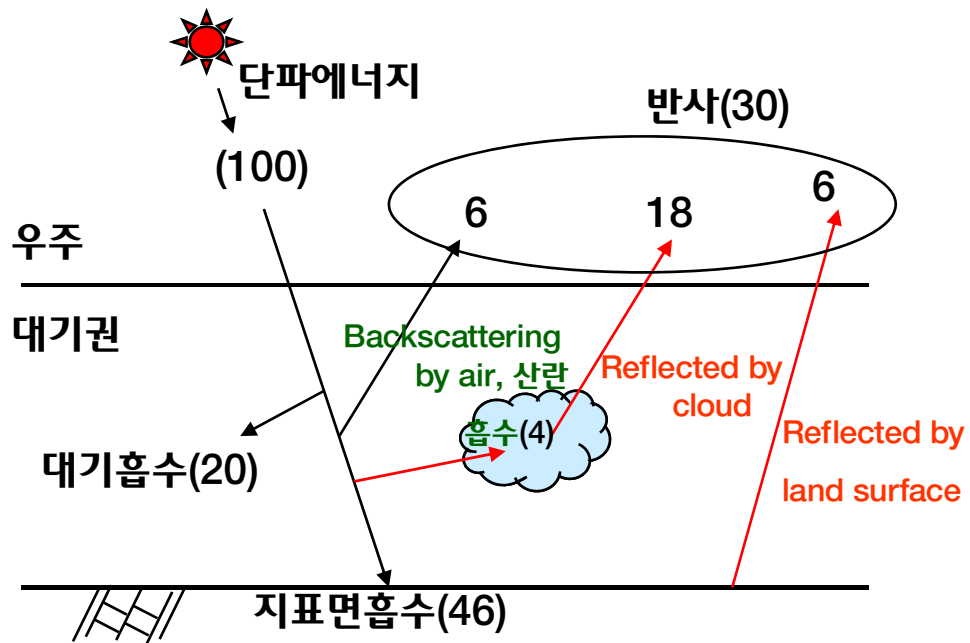 단파에너지
(100)
반사(30)
6
18
6
우주
대기권
Backscattering
by air, 산란
Reflected by
cloud
흡수(4)
Reflected by
land surface
대기흡수(20)
지표면흡수(46)